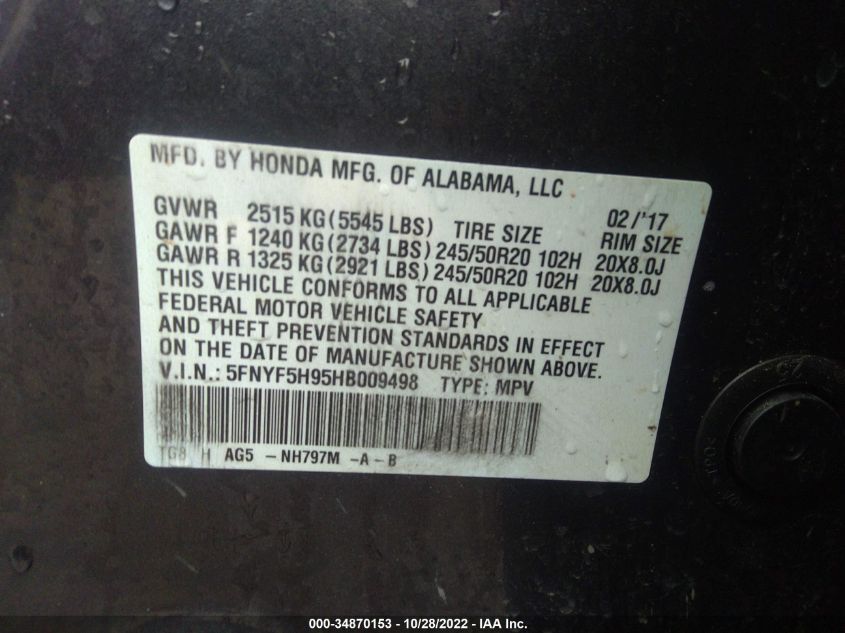 MFD. BY HONDA MFG. OF ALABAMA, LLC
GVWR 2515 KG(5545 LBS) TIRE SIZE 02/'17 RIM SIZE
GAWR F 1240 KG(2734 LBS) 245/50R20 102H 20X8.0J
GAWR R 1325 KG(2921 LBS) 245/50R20 102H 20X8.0J
THIS VEHICLE CONFORMS TO ALL APPLICABLE
FEDERAL MOTOR VEHICLE SAFETY
AND THEFT PREVENTION STANDARDS IN EFFECT
ON THE DATE OF MANUFACTURE SHOWN ABOVE.
V.I.N.: 5FNYF5H95HB009498 TYPE: MPV
TG8 H AG5 - NH797M - A - B
000-34870153 - 10/28/2022 - IAA Inc.